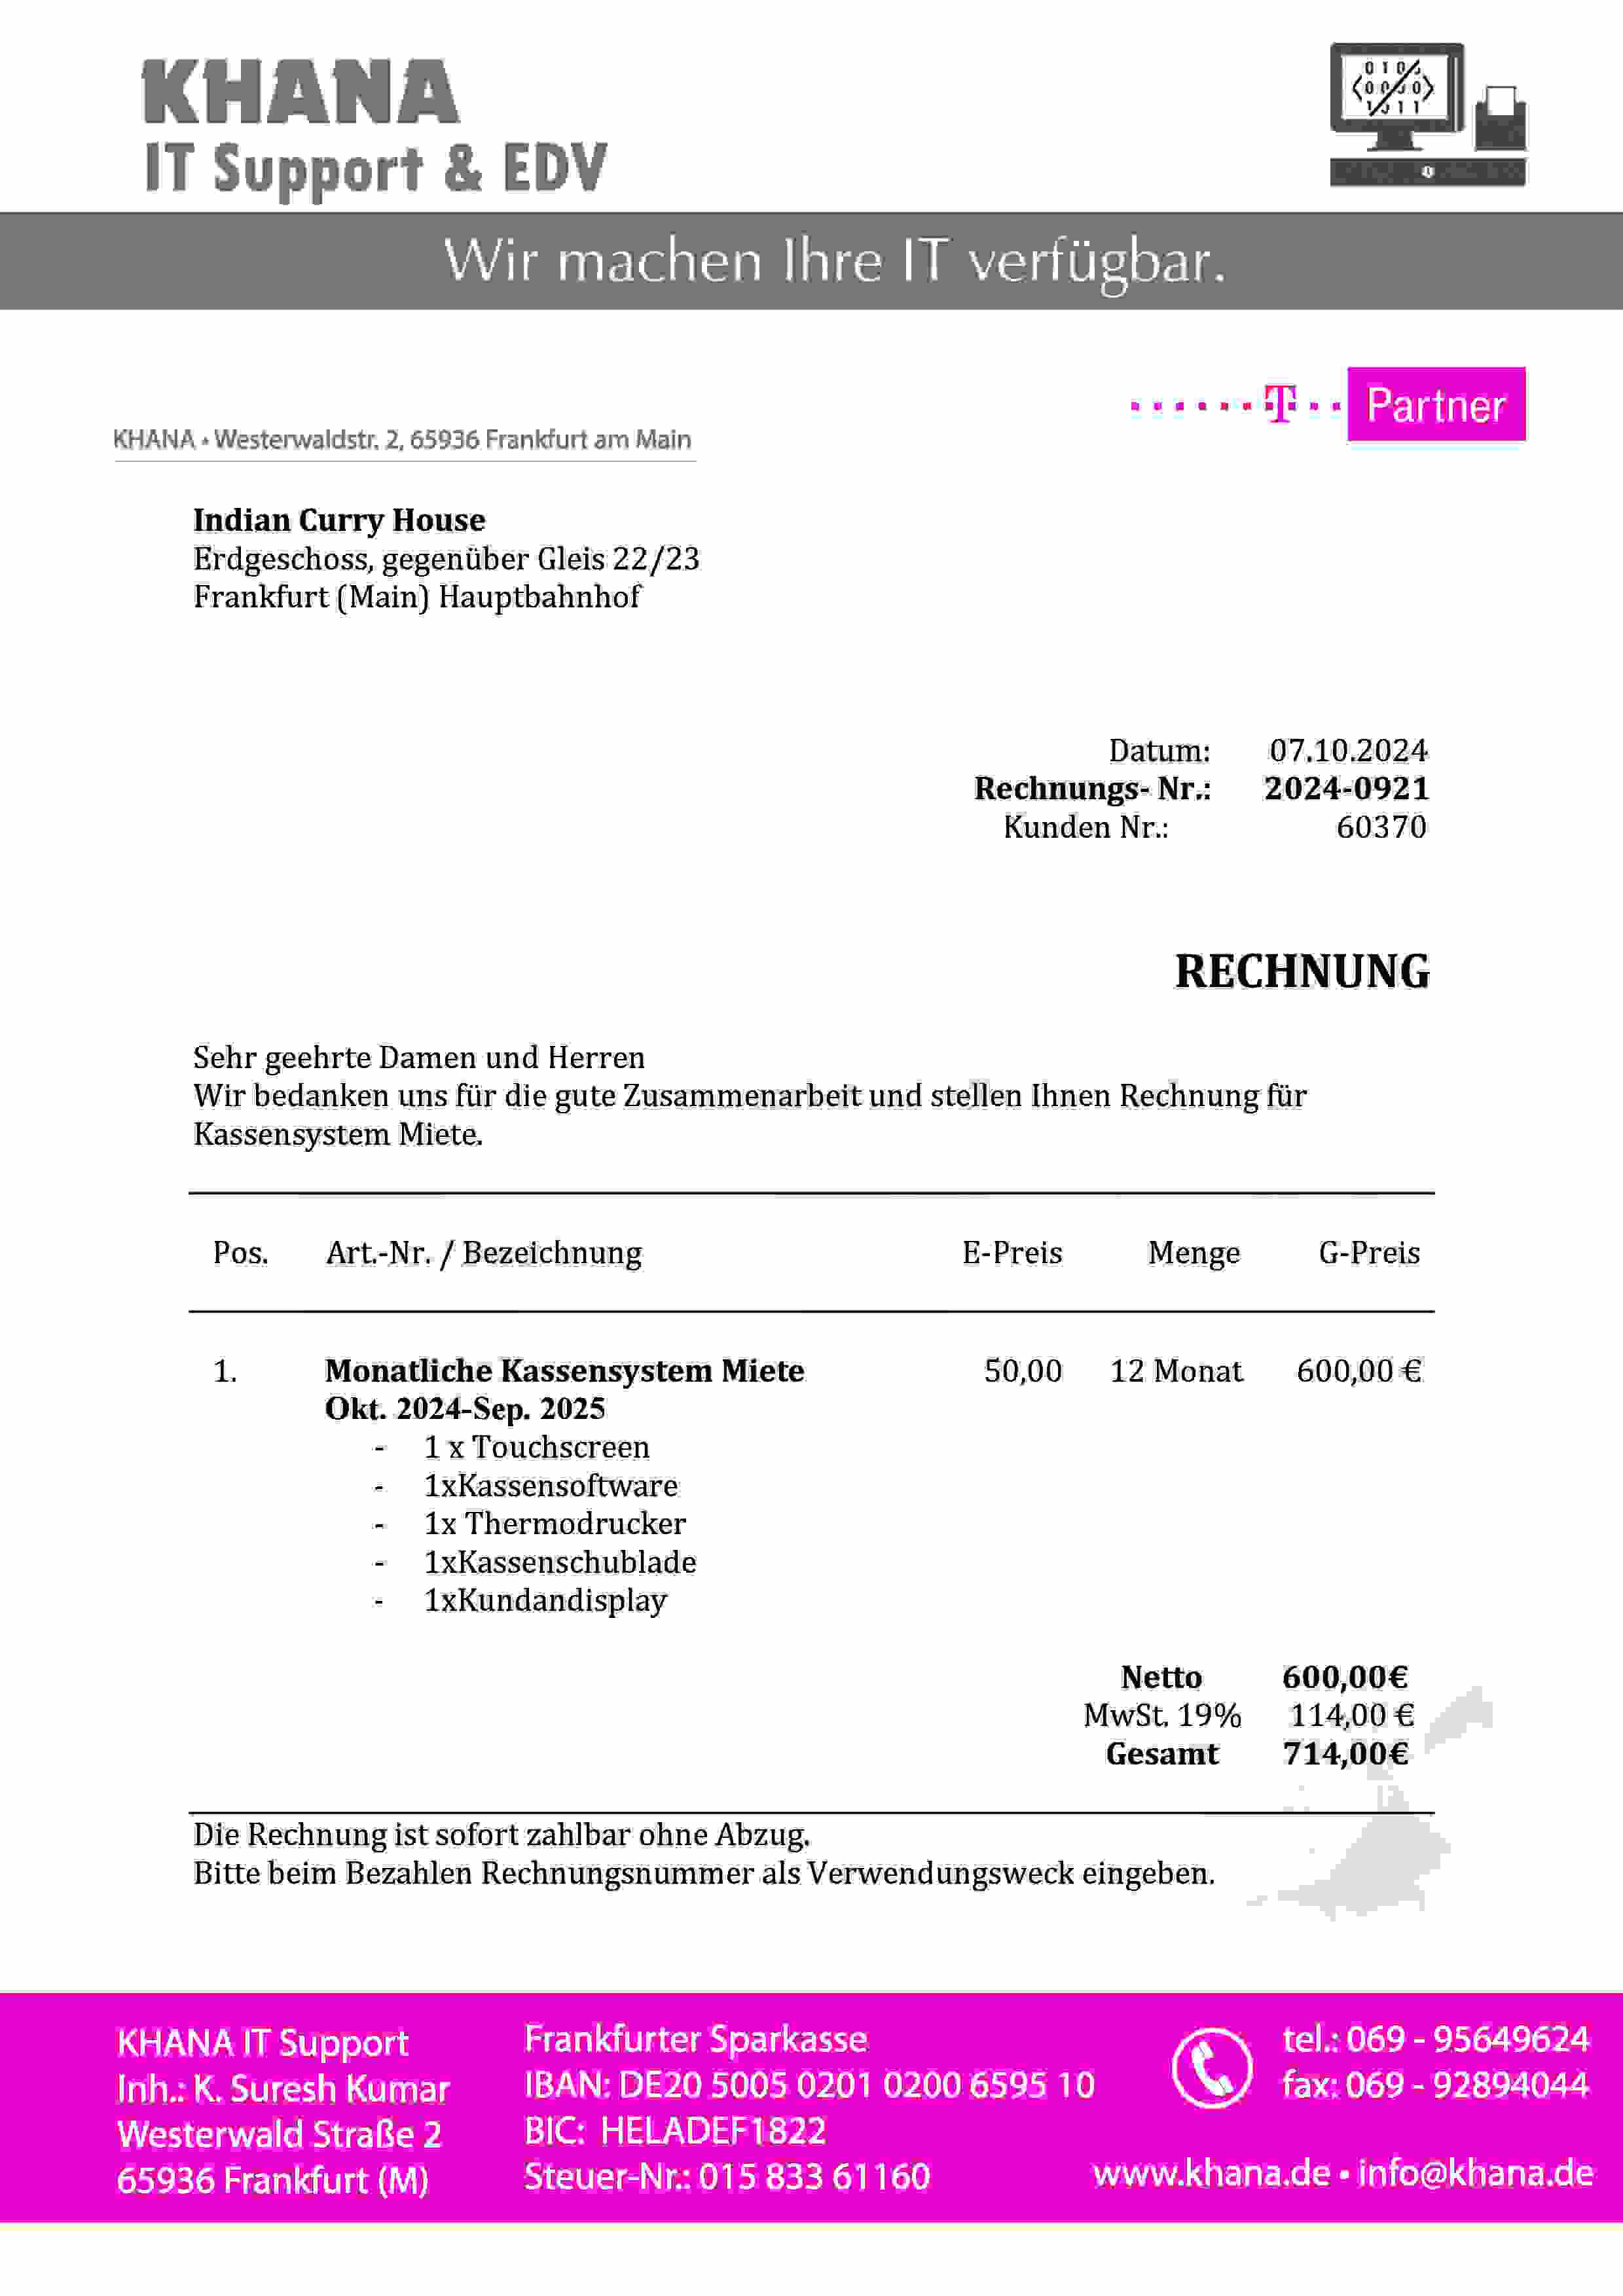 KHANA
IT Support & EDV
0 1 0
0 0 0 0
1 0 1 1
Wir machen Ihre IT verfügbar.
T Partner
KHANA • Westerwaldstr. 2, 65936 Frankfurt am Main
Indian Curry House
Erdgeschoss, gegenüber Gleis 22/23
Frankfurt (Main) Hauptbahnhof
Datum: 07.10.2024
Rechnungs- Nr.: 2024-0921
Kunden Nr.: 60370
RECHNUNG
Sehr geehrte Damen und Herren
Wir bedanken uns für die gute Zusammenarbeit und stellen Ihnen Rechnung für
Kassensystem Miete.
Pos. Art.-Nr. / Bezeichnung E-Preis Menge G-Preis
1. Monatliche Kassensystem Miete 50,00 12 Monat 600,00 €
Okt. 2024-Sep. 2025
- 1 x Touchscreen
- 1xKassensoftware
- 1x Thermodrucker
- 1xKassenschublade
- 1xKundandisplay
Netto 600,00€
MwSt. 19% 114,00 €
Gesamt 714,00€
Die Rechnung ist sofort zahlbar ohne Abzug.
Bitte beim Bezahlen Rechnungsnummer als Verwendungsweck eingeben.
KHANA IT Support
Inh.: K. Suresh Kumar
Westerwald Straße 2
65936 Frankfurt (M)
Frankfurter Sparkasse
IBAN: DE20 5005 0201 0200 6595 10
BIC: HELADEF1822
Steuer-Nr.: 015 833 61160
tel.: 069 - 95649624
fax: 069 - 92894044
www.khana.de • info@khana.de